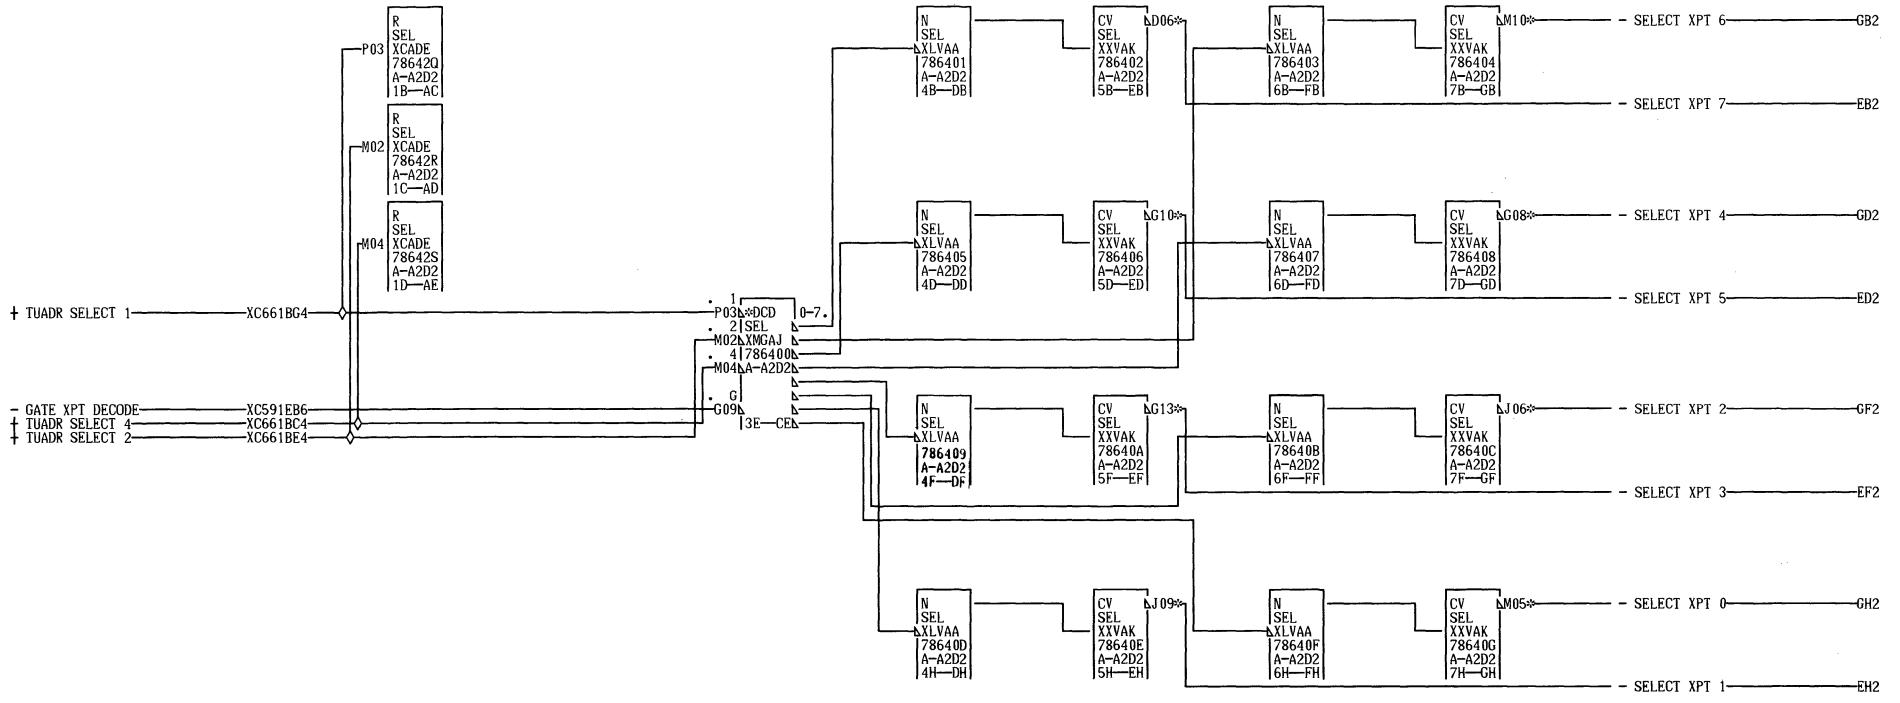 R
SEL
P03 XCADE
78642Q
A-A2D2
1B—AC
R
SEL
M02 XCADE
78642R
A-A2D2
1C—AD
R
SEL
M04 XCADE
78642S
A-A2D2
1D—AE
+ TUADR SELECT 1 XC661BG4
- GATE XPT DECODE XC591EB6
+ TUADR SELECT 4 XC661BC4
+ TUADR SELECT 2 XC661BE4
. 1
P03 *DCD 0-7.
. 2 SEL
M02 XMGAJ
. 4 786400
M04 A-A2D2
. G
G09
3E—CE
N
SEL
XLVAA
786401
A-A2D2
4B—DB
CV D06*
SEL
XXVAK
786402
A-A2D2
5B—EB
N
SEL
XLVAA
786403
A-A2D2
6B—FB
CV M10*
SEL
XXVAK
786404
A-A2D2
7B—GB
- SELECT XPT 6 GB2
- SELECT XPT 7 EB2
N
SEL
XLVAA
786405
A-A2D2
4D—DD
CV G10*
SEL
XXVAK
786406
A-A2D2
5D—ED
N
SEL
XLVAA
786407
A-A2D2
6D—FD
CV G08*
SEL
XXVAK
786408
A-A2D2
7D—GD
- SELECT XPT 4 GD2
- SELECT XPT 5 ED2
N
SEL
XLVAA
786409
A-A2D2
4F—DF
CV G13*
SEL
XXVAK
78640A
A-A2D2
5F—EF
N
SEL
XLVAA
78640B
A-A2D2
6F—FF
CV J06*
SEL
XXVAK
78640C
A-A2D2
7F—GF
- SELECT XPT 2 GF2
- SELECT XPT 3 EF2
N
SEL
XLVAA
78640D
A-A2D2
4H—DH
CV J09*
SEL
XXVAK
78640E
A-A2D2
5H—EH
N
SEL
XLVAA
78640F
A-A2D2
6H—FH
CV M05*
SEL
XXVAK
78640G
A-A2D2
7H—GH
- SELECT XPT 0 GH2
- SELECT XPT 1 EH2